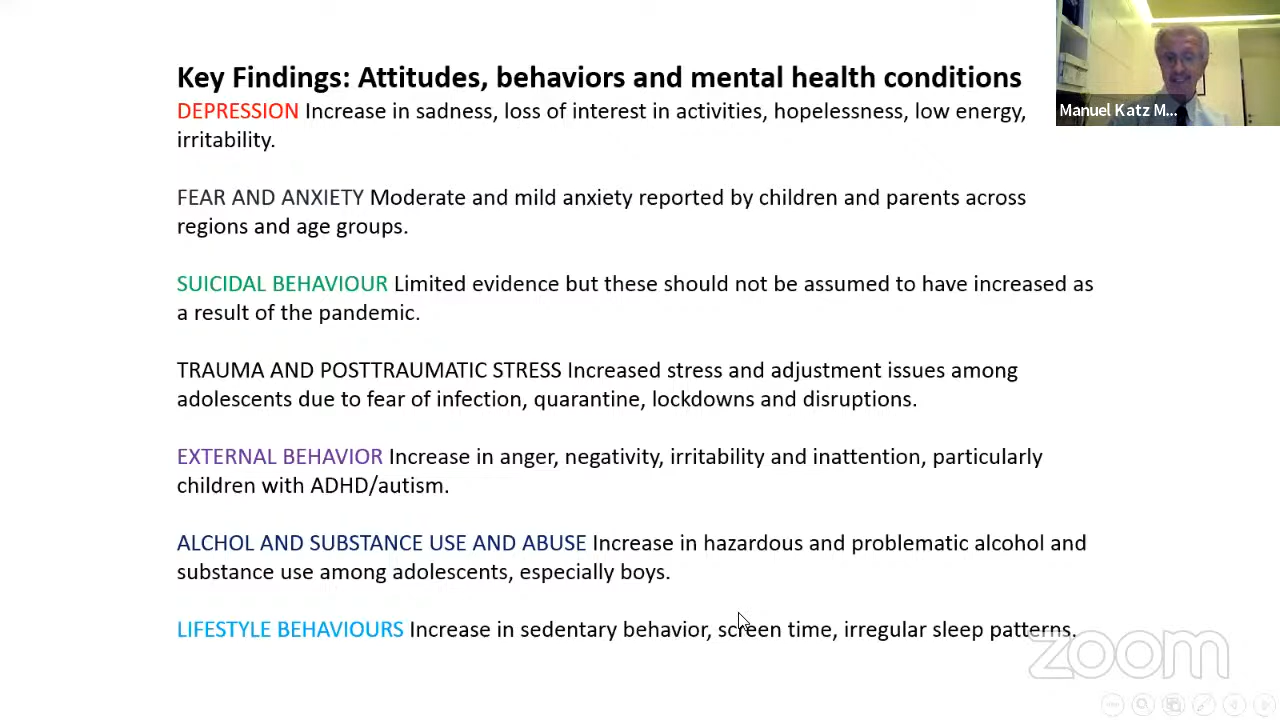 Key Findings: Attitudes, behaviors and mental health conditions
DEPRESSION Increase in sadness, loss of interest in activities, hopelessness, low energy,
irritability.
FEAR AND ANXIETY Moderate and mild anxiety reported by children and parents across
regions and age groups.
SUICIDAL BEHAVIOUR Limited evidence but these should not be assumed to have increased as
a result of the pandemic.
TRAUMA AND POSTTRAUMATIC STRESS Increased stress and adjustment issues among
adolescents due to fear of infection, quarantine, lockdowns and disruptions.
EXTERNAL BEHAVIOR Increase in anger, negativity, irritability and inattention, particularly
children with ADHD/autism.
ALCHOL AND SUBSTANCE USE AND ABUSE Increase in hazardous and problematic alcohol and
substance use among adolescents, especially boys.
LIFESTYLE BEHAVIOURS Increase in sedentary behavior, screen time, irregular sleep patterns.
Manuel Katz M...
zoom